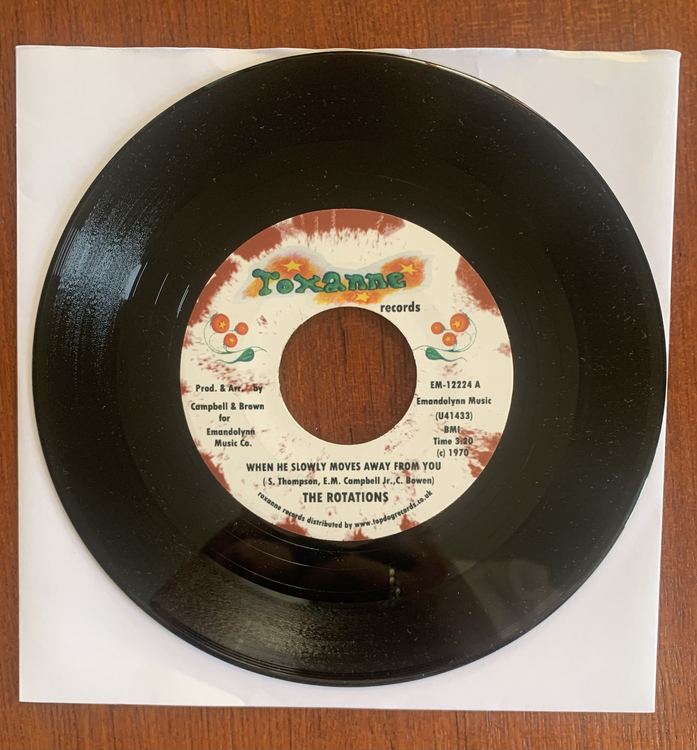 Roxanne
records
Prod. & Arr. by
Campbell & Brown
for
Emandolynn
Music Co.
EM-12224 A
Emandolynn Music
(U41433)
BMI
Time 3:20
(c) 1970
WHEN HE SLOWLY MOVES AWAY FROM YOU
( S. Thompson, E.M. Campbell Jr.,C. Bowen)
THE ROTATIONS
roxanne records distributed by www.topdogrecords.co.uk